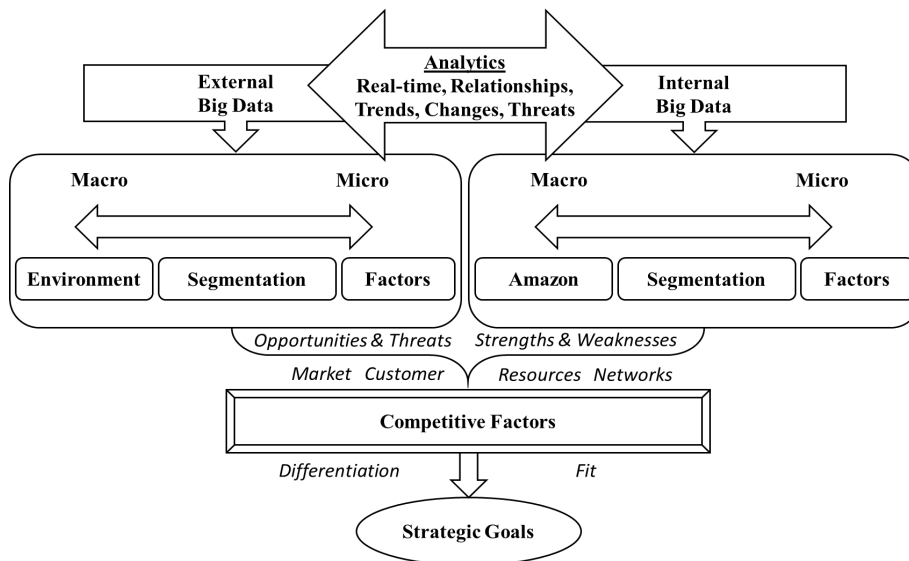 Analytics
Real-time, Relationships,
Trends, Changes, Threats
External
Big Data
Internal
Big Data
Macro
Micro
Environment
Segmentation
Factors
Macro
Micro
Amazon
Segmentation
Factors
Opportunities & Threats
Strengths & Weaknesses
Market Customer
Resources Networks
Competitive Factors
Differentiation
Fit
Strategic Goals